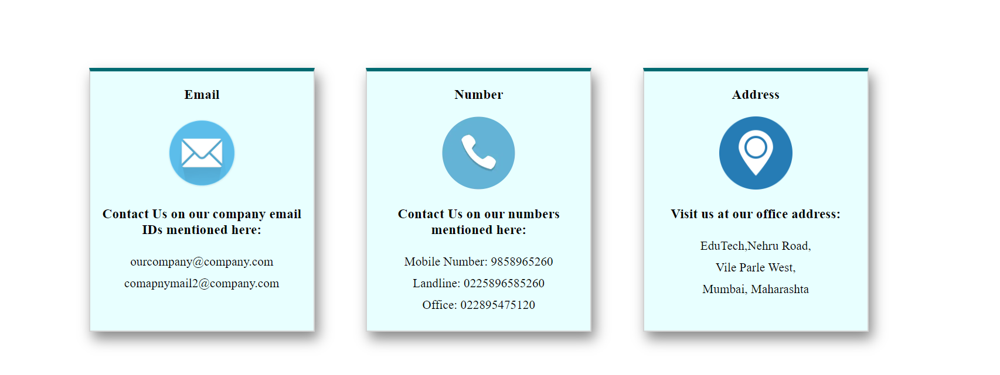 Email
Contact Us on our company email
IDs mentioned here:
ourcompany@company.com
comapnymail2@company.com
Number
Contact Us on our numbers
mentioned here:
Mobile Number: 9858965260
Landline: 0225896585260
Office: 022895475120
Address
Visit us at our office address:
EduTech,Nehru Road,
Vile Parle West,
Mumbai, Maharashta